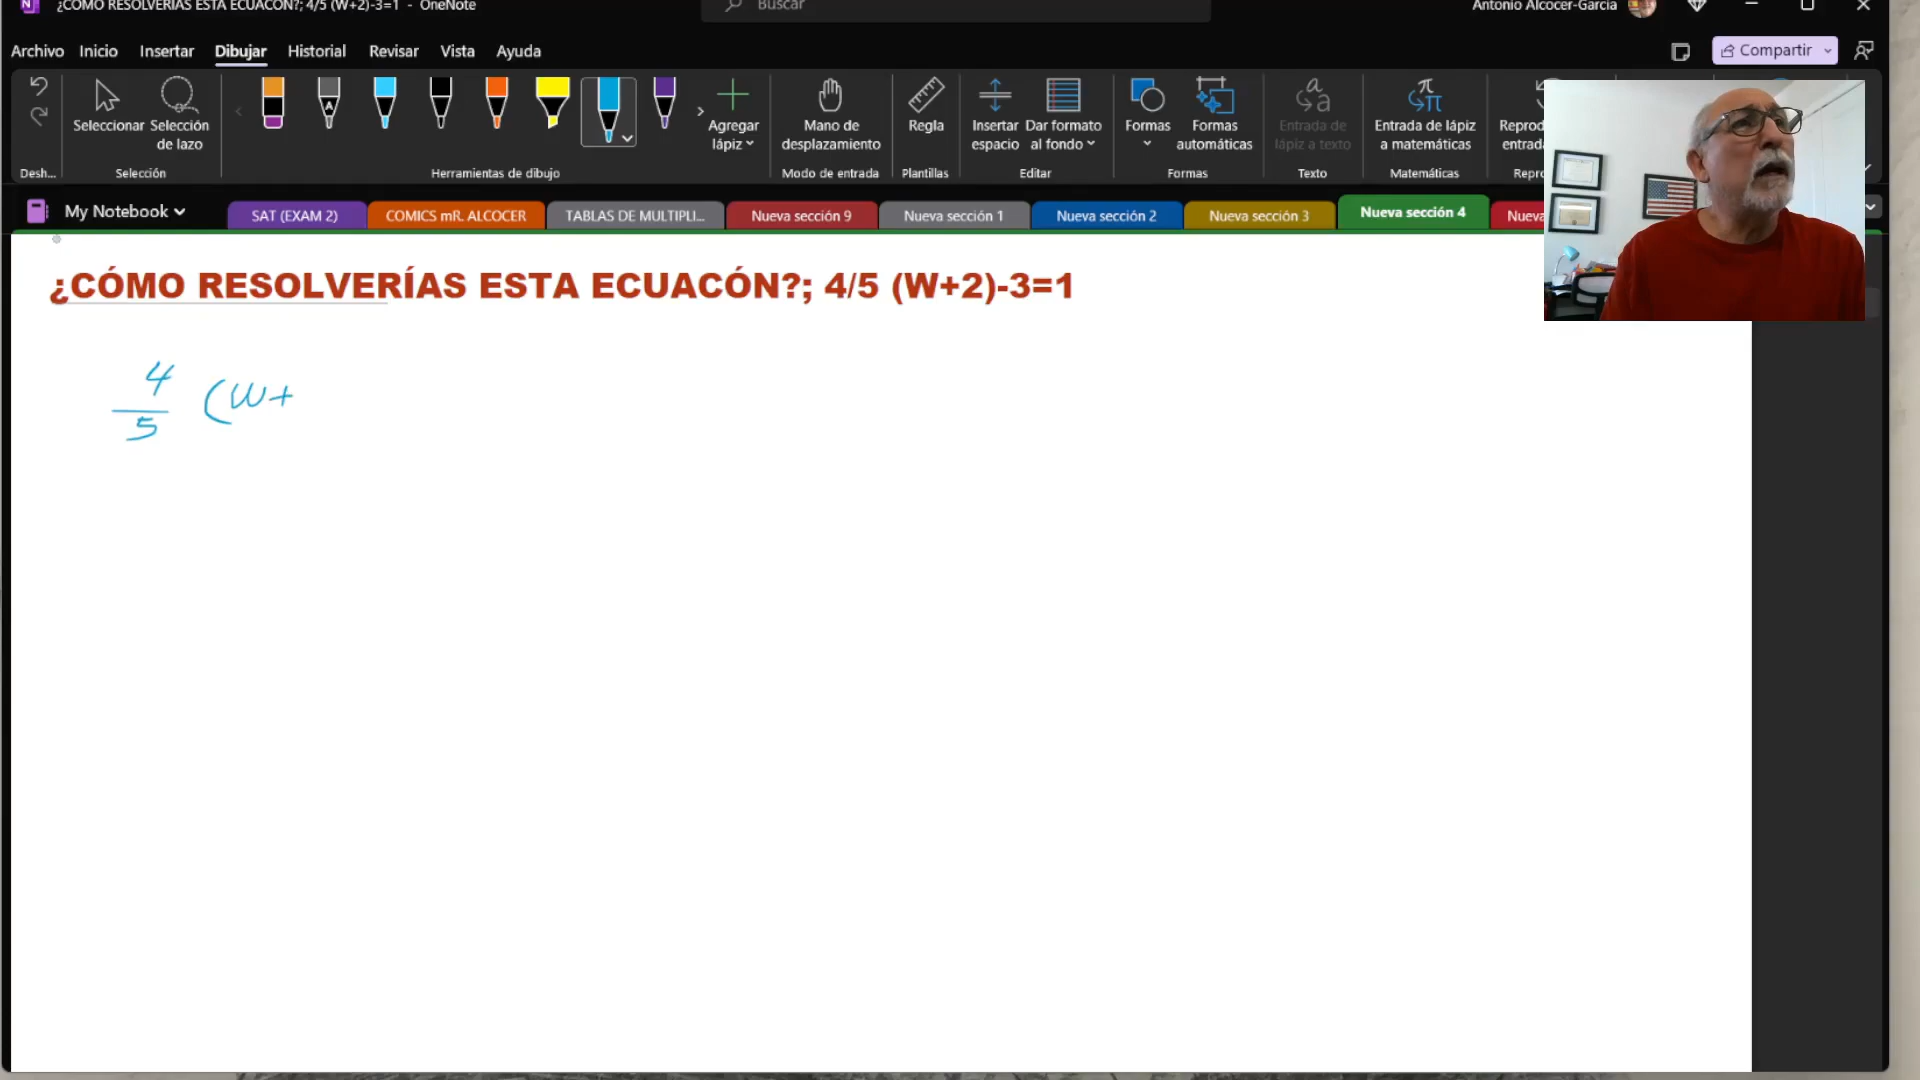 ¿CÓMO RESOLVERÍAS ESTA ECUACÓN?; 4/5 (W+2)-3=1 - OneNote
Buscar
Antonio Alcocer-Garcia
Archivo Inicio Insertar Dibujar Historial Revisar Vista Ayuda
Compartir
Seleccionar
Selección de lazo
Agregar lápiz
Mano de desplazamiento
Regla
Insertar espacio
Dar formato al fondo
Formas
Formas automáticas
Entrada de lápiz a texto
Entrada de lápiz a matemáticas
Desh...
Selección
Herramientas de dibujo
Modo de entrada
Plantillas
Editar
Formas
Texto
Matemáticas
My Notebook
SAT (EXAM 2)
COMICS mR. ALCOCER
TABLAS DE MULTIPLI...
Nueva sección 9
Nueva sección 1
Nueva sección 2
Nueva sección 3
Nueva sección 4
¿CÓMO RESOLVERÍAS ESTA ECUACÓN?; 4/5 (W+2)-3=1
4
5
(W+